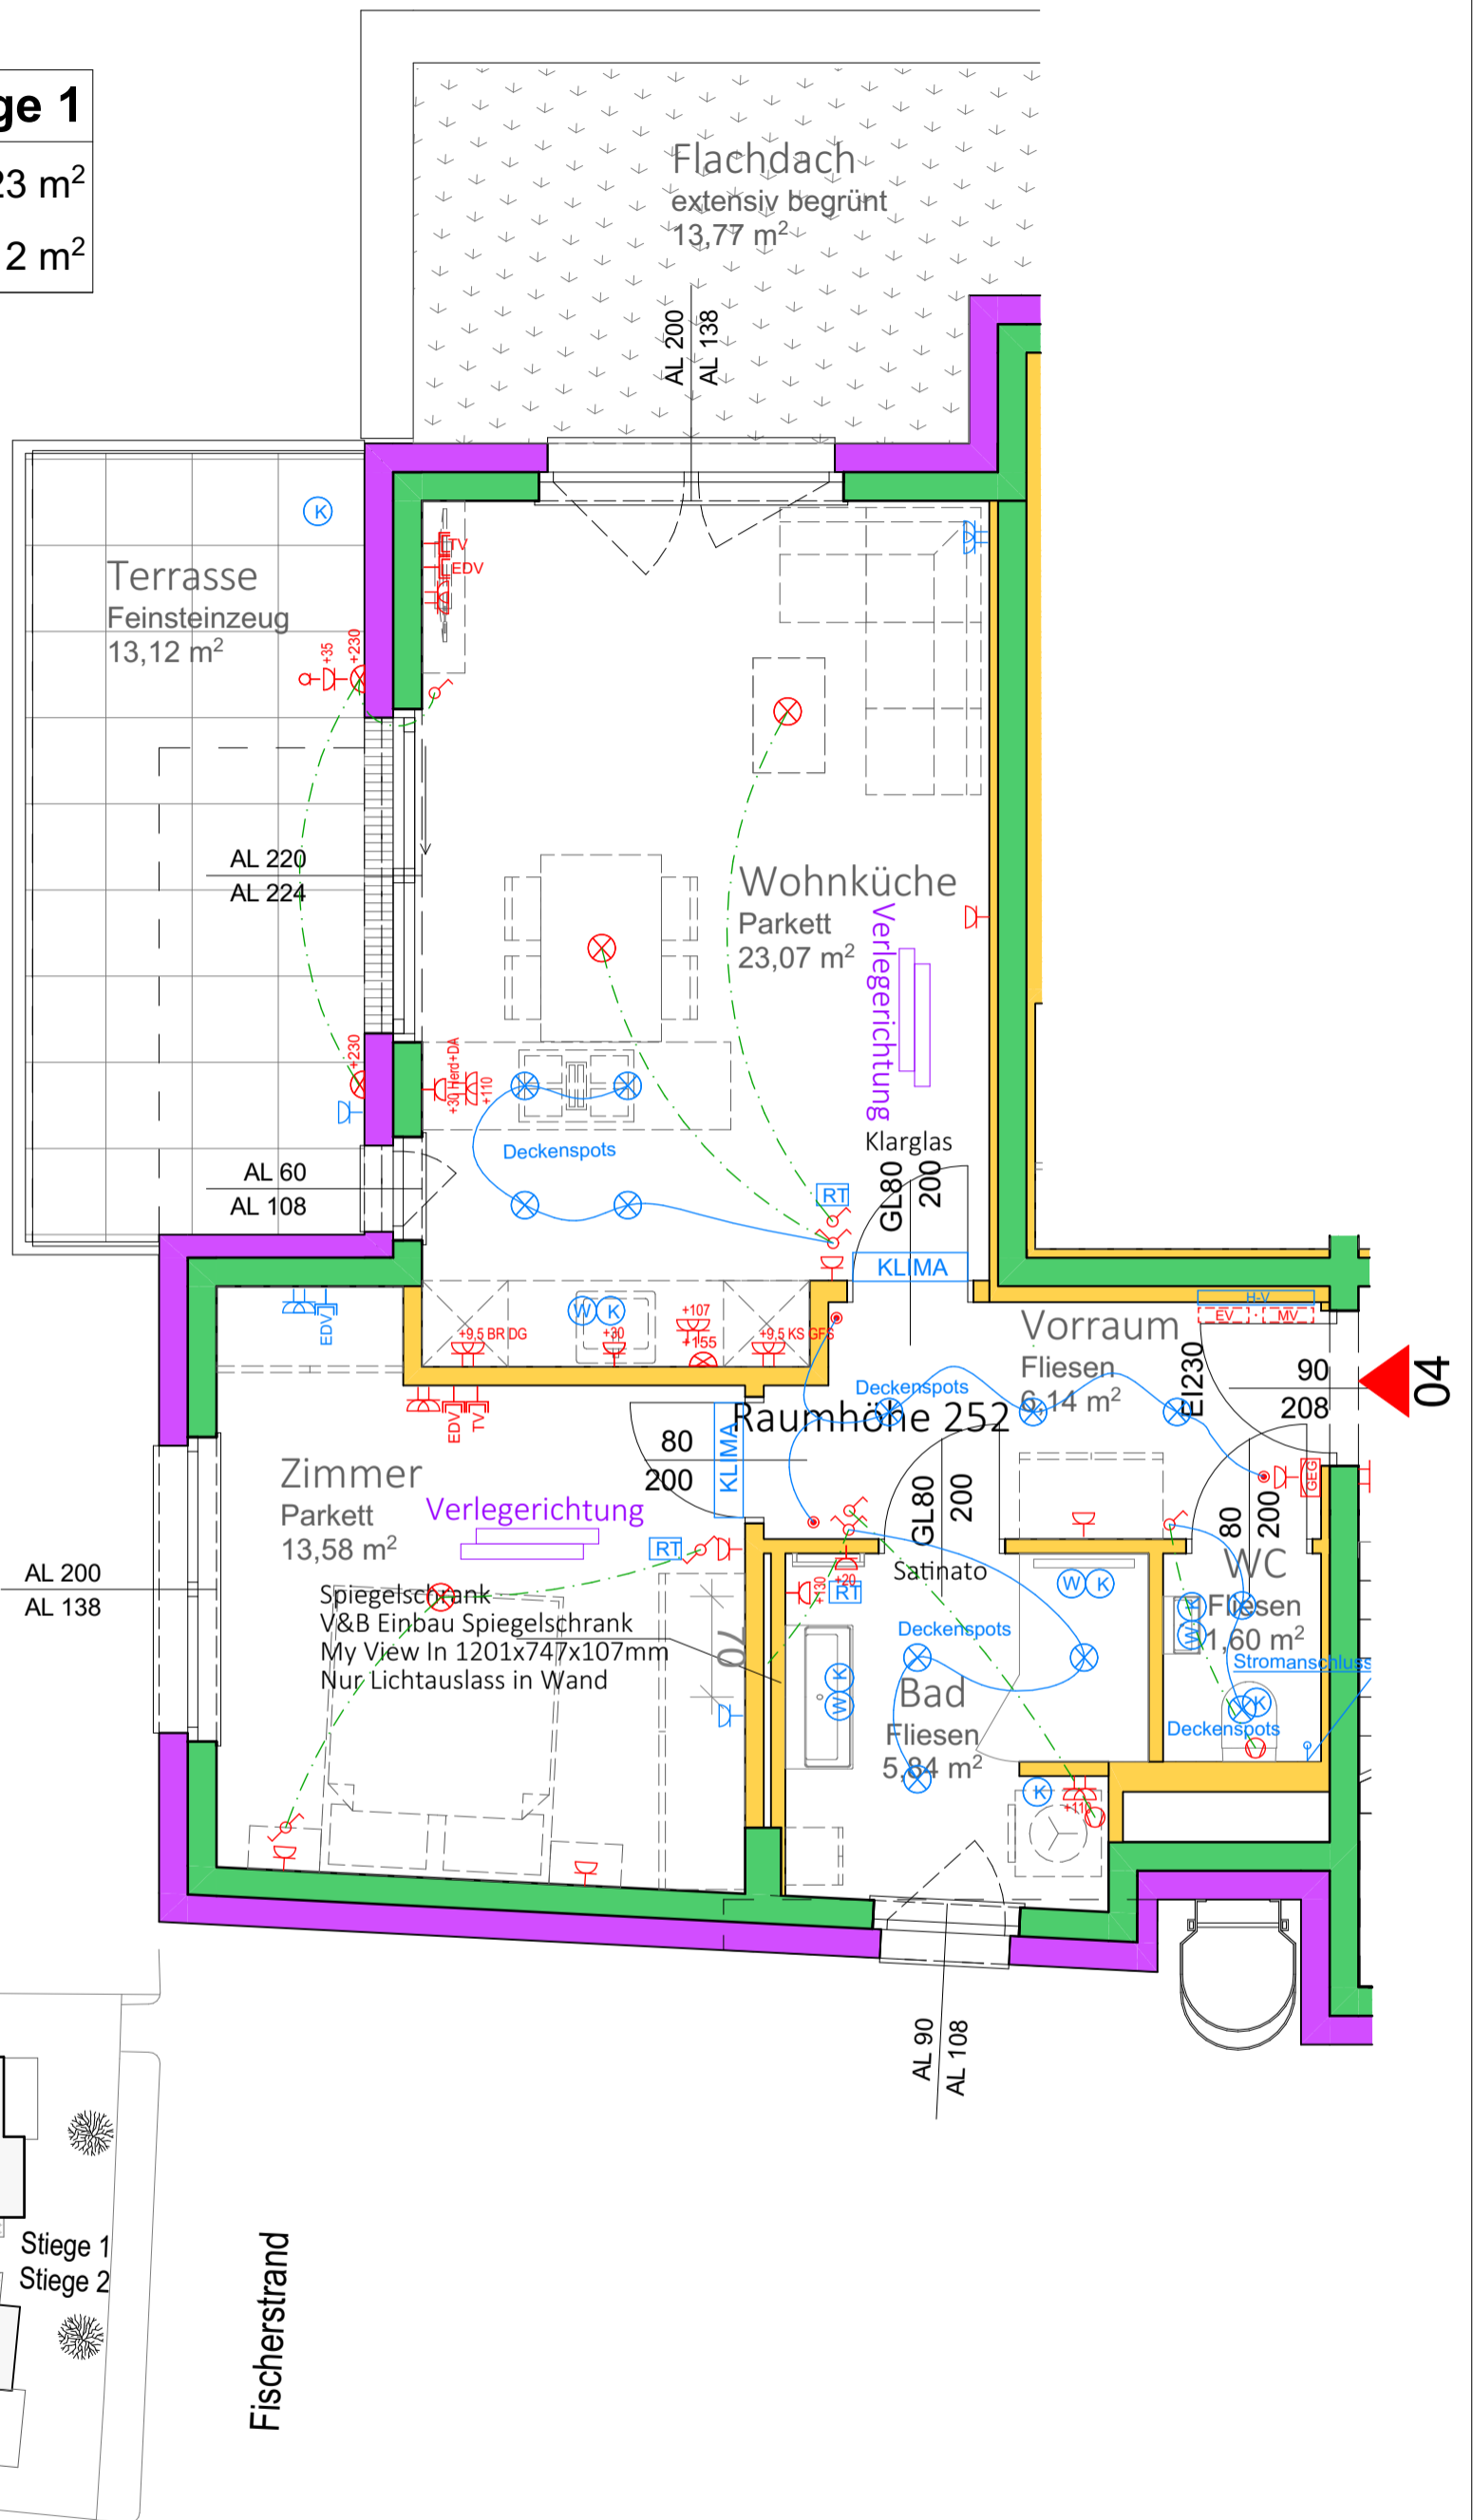 ge 1
23 m²
2 m²
Flachdach
extensiv begrünt
13,77 m²
AL 200
AL 138
K
TV
EDV
Terrasse
Feinsteinzeug
13,12 m²
+35
+230
AL 220
AL 224
Wohnküche
Parkett
23,07 m²
Verlegerichtung
+230
+30 Herd+DA
+110
Deckenspots
Klarglas
GL80
200
RT
AL 60
AL 108
KLIMA
EDV
W K
+9,5 BR DG
+30
+107
+155
+9,5 KS GFS
H-V
EV
MV
Vorraum
Fliesen
6,14 m²
EI230
90
208
04
Deckenspots
Raumhöhe 252
EDV
TV
80
200
KLIMA
GL80
200
80
200
GEG
Zimmer
Parkett
13,58 m²
Verlegerichtung
RT
AL 200
AL 138
Spiegelschrank
V&B Einbau Spiegelschrank
My View In 1201x747x107mm
Nur Lichtauslass in Wand
70
+130
+20
RT
Satinato
W K
WC
Fliesen
1,60 m²
K
W
Stromanschluss
Deckenspots
K
W
Bad
Fliesen
5,84 m²
K
Deckenspots
K
+110
AL 90
AL 108
Stiege 1
Stiege 2
Fischerstrand